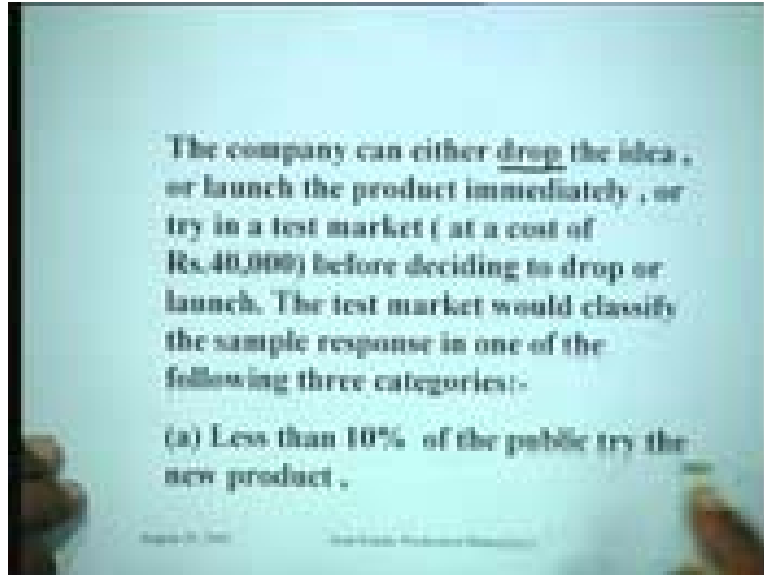 The company can either drop the idea ,
or launch the product immediately , or
try in a test market ( at a cost of
Rs.40,000) before deciding to drop or
launch. The test market would classify
the sample response in one of the
following three categories:-
(a) Less than 10% of the public try the
new product .